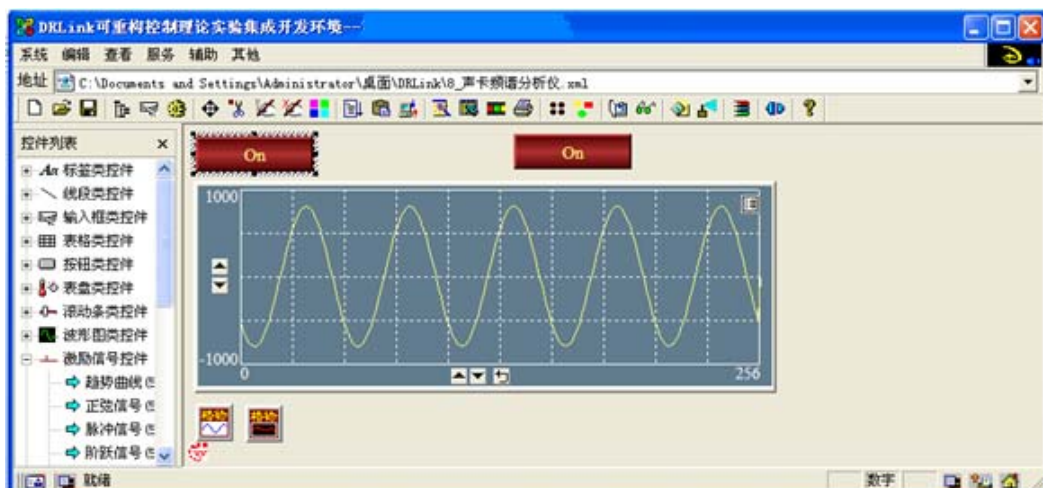 DRLink可重构控制理论实验集成开发环境--
系统 编辑 查看 服务 辅助 其他
地址 C:\Documents and Settings\Administrator\桌面\DRLink\8_声卡频谱分析仪.xml
控件列表
On
On
标签类控件
线段类控件
输入框类控件
表格类控件
按钮类控件
表盘类控件
滚动条类控件
波形图类控件
激励信号控件
趋势曲线
正弦信号
脉冲信号
阶跃信号
1000
-1000
0
256
就绪
数字